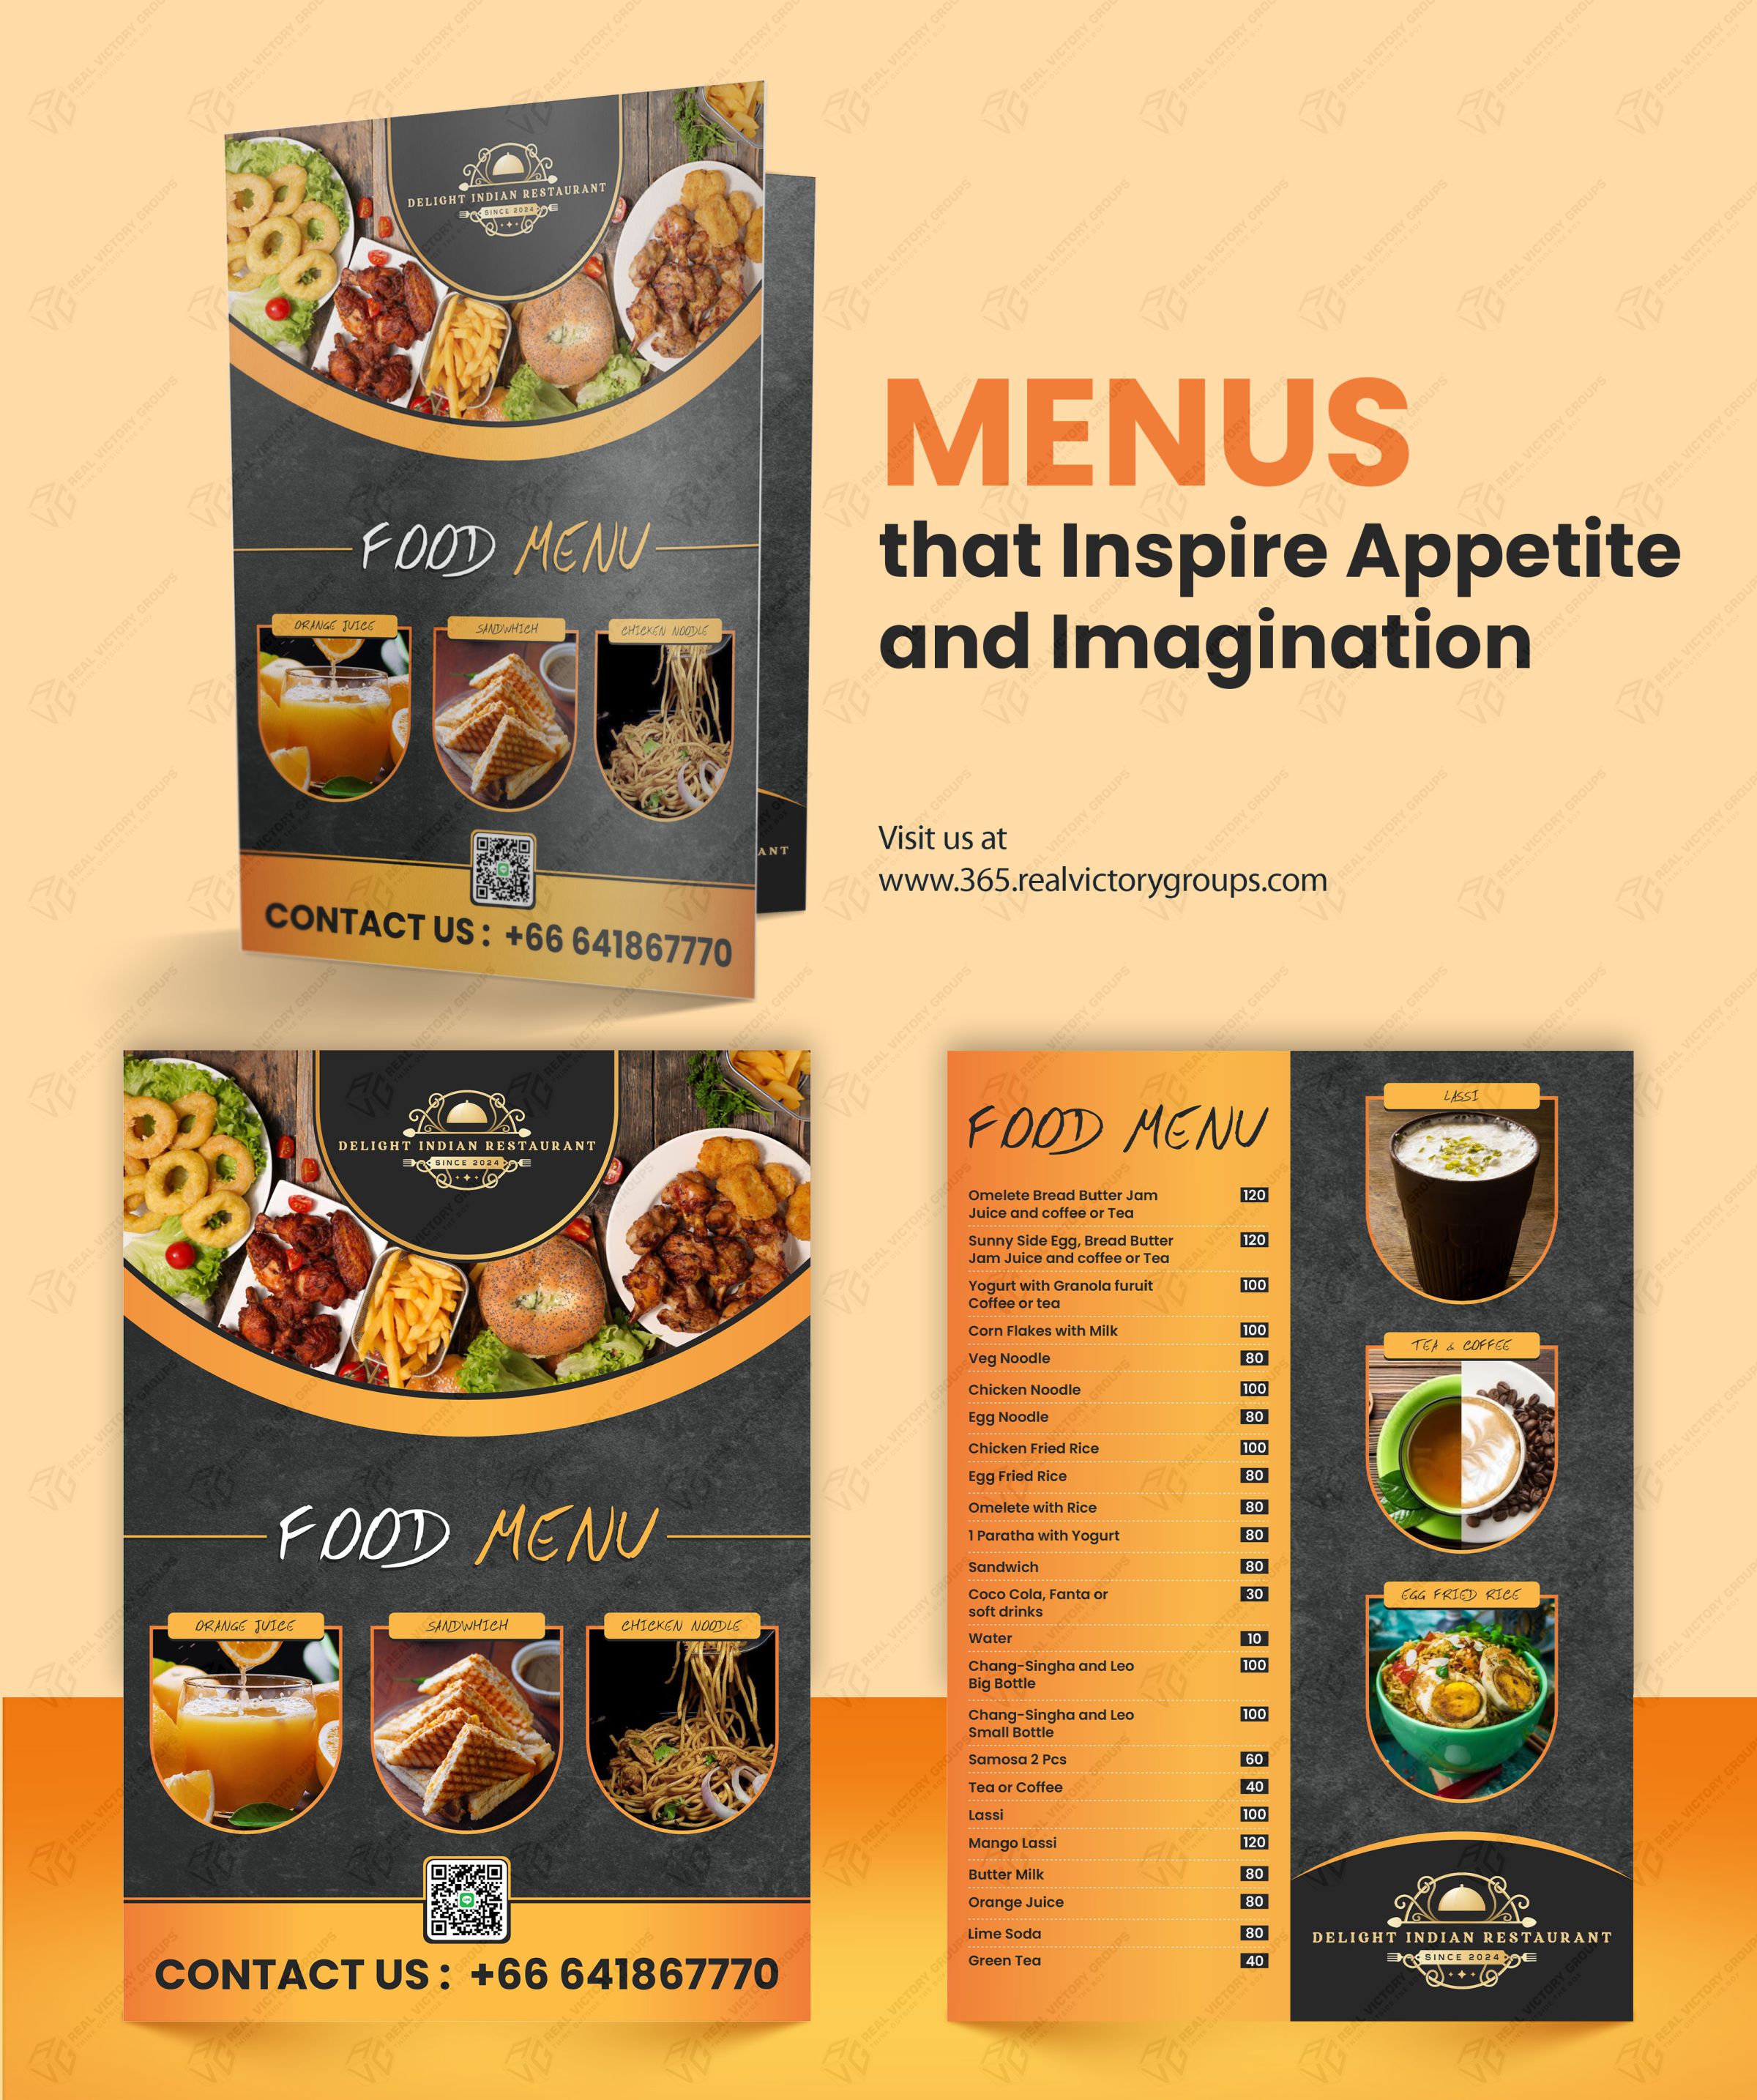 DELIGHT INDIAN RESTAURANT
SINCE 2024
FOOD MENU
ORANGE JUICE
SANDWHICH
CHICKEN NOODLE
CONTACT US : +66 641867770
ANT
MENUS
that Inspire Appetite
and Imagination
Visit us at
www.365.realvictorygroups.com
DELIGHT INDIAN RESTAURANT
SINCE 2024
FOOD MENU
ORANGE JUICE
SANDWHICH
CHICKEN NOODLE
CONTACT US : +66 641867770
FOOD MENU
Omelete Bread Butter Jam 120
Juice and coffee or Tea
Sunny Side Egg, Bread Butter 120
Jam Juice and coffee or Tea
Yogurt with Granola furuit 100
Coffee or tea
Corn Flakes with Milk 100
Veg Noodle 80
Chicken Noodle 100
Egg Noodle 80
Chicken Fried Rice 100
Egg Fried Rice 80
Omelete with Rice 80
1 Paratha with Yogurt 80
Sandwich 80
Coco Cola, Fanta or 30
soft drinks
Water 10
Chang-Singha and Leo 100
Big Bottle
Chang-Singha and Leo 100
Small Bottle
Samosa 2 Pcs 60
Tea or Coffee 40
Lassi 100
Mango Lassi 120
Butter Milk 80
Orange Juice 80
Lime Soda 80
Green Tea 40
LASSI
TEA & COFFEE
EGG FRIED RICE
DELIGHT INDIAN RESTAURANT
SINCE 2024
REAL VICTORY GROUPS